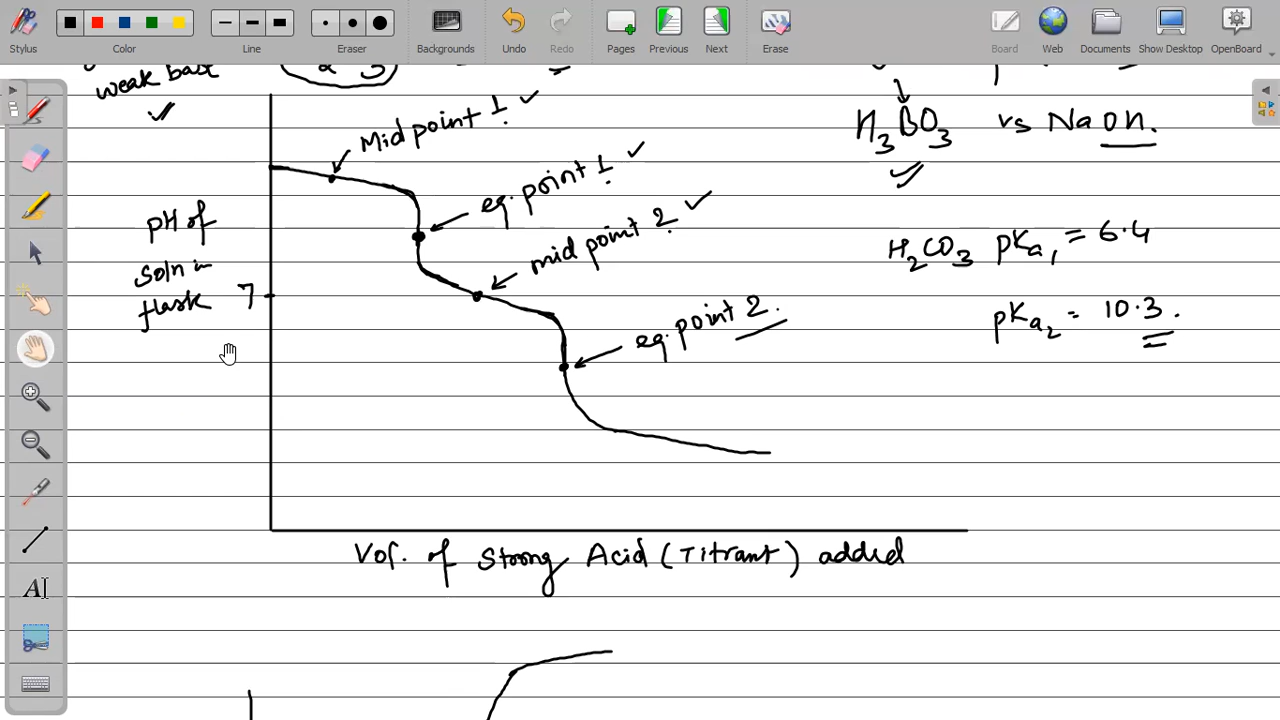 Stylus
Color
Line
Eraser
Backgrounds
Undo
Redo
Pages
Previous
Next
Erase
Board
Web
Documents
Show Desktop
OpenBoard
weak base
2 3
Mid point 1
eq. point 1
mid point 2
eq. point 2.
pH of
soln in
flask 7
H3BO3 vs NaOH.
H2CO3 pKa1 = 6.4
pKa2 = 10.3.
Vol. of Strong Acid (Titrant) added